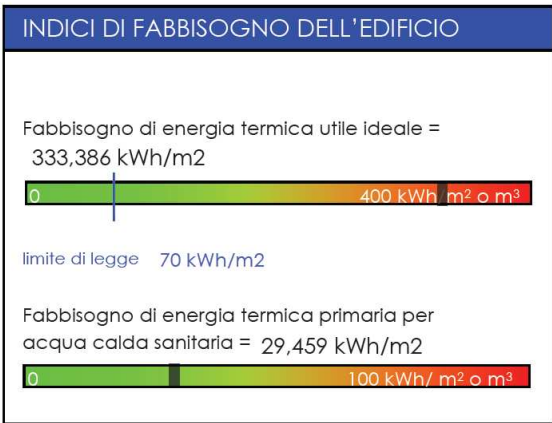 INDICI DI FABBISOGNO DELL'EDIFICIO
Fabbisogno di energia termica utile ideale =
333,386 kWh/m2
0 400 kWh/m² o m³
limite di legge 70 kWh/m2
Fabbisogno di energia termica primaria per
acqua calda sanitaria = 29,459 kWh/m2
0 100 kWh/ m² o m³